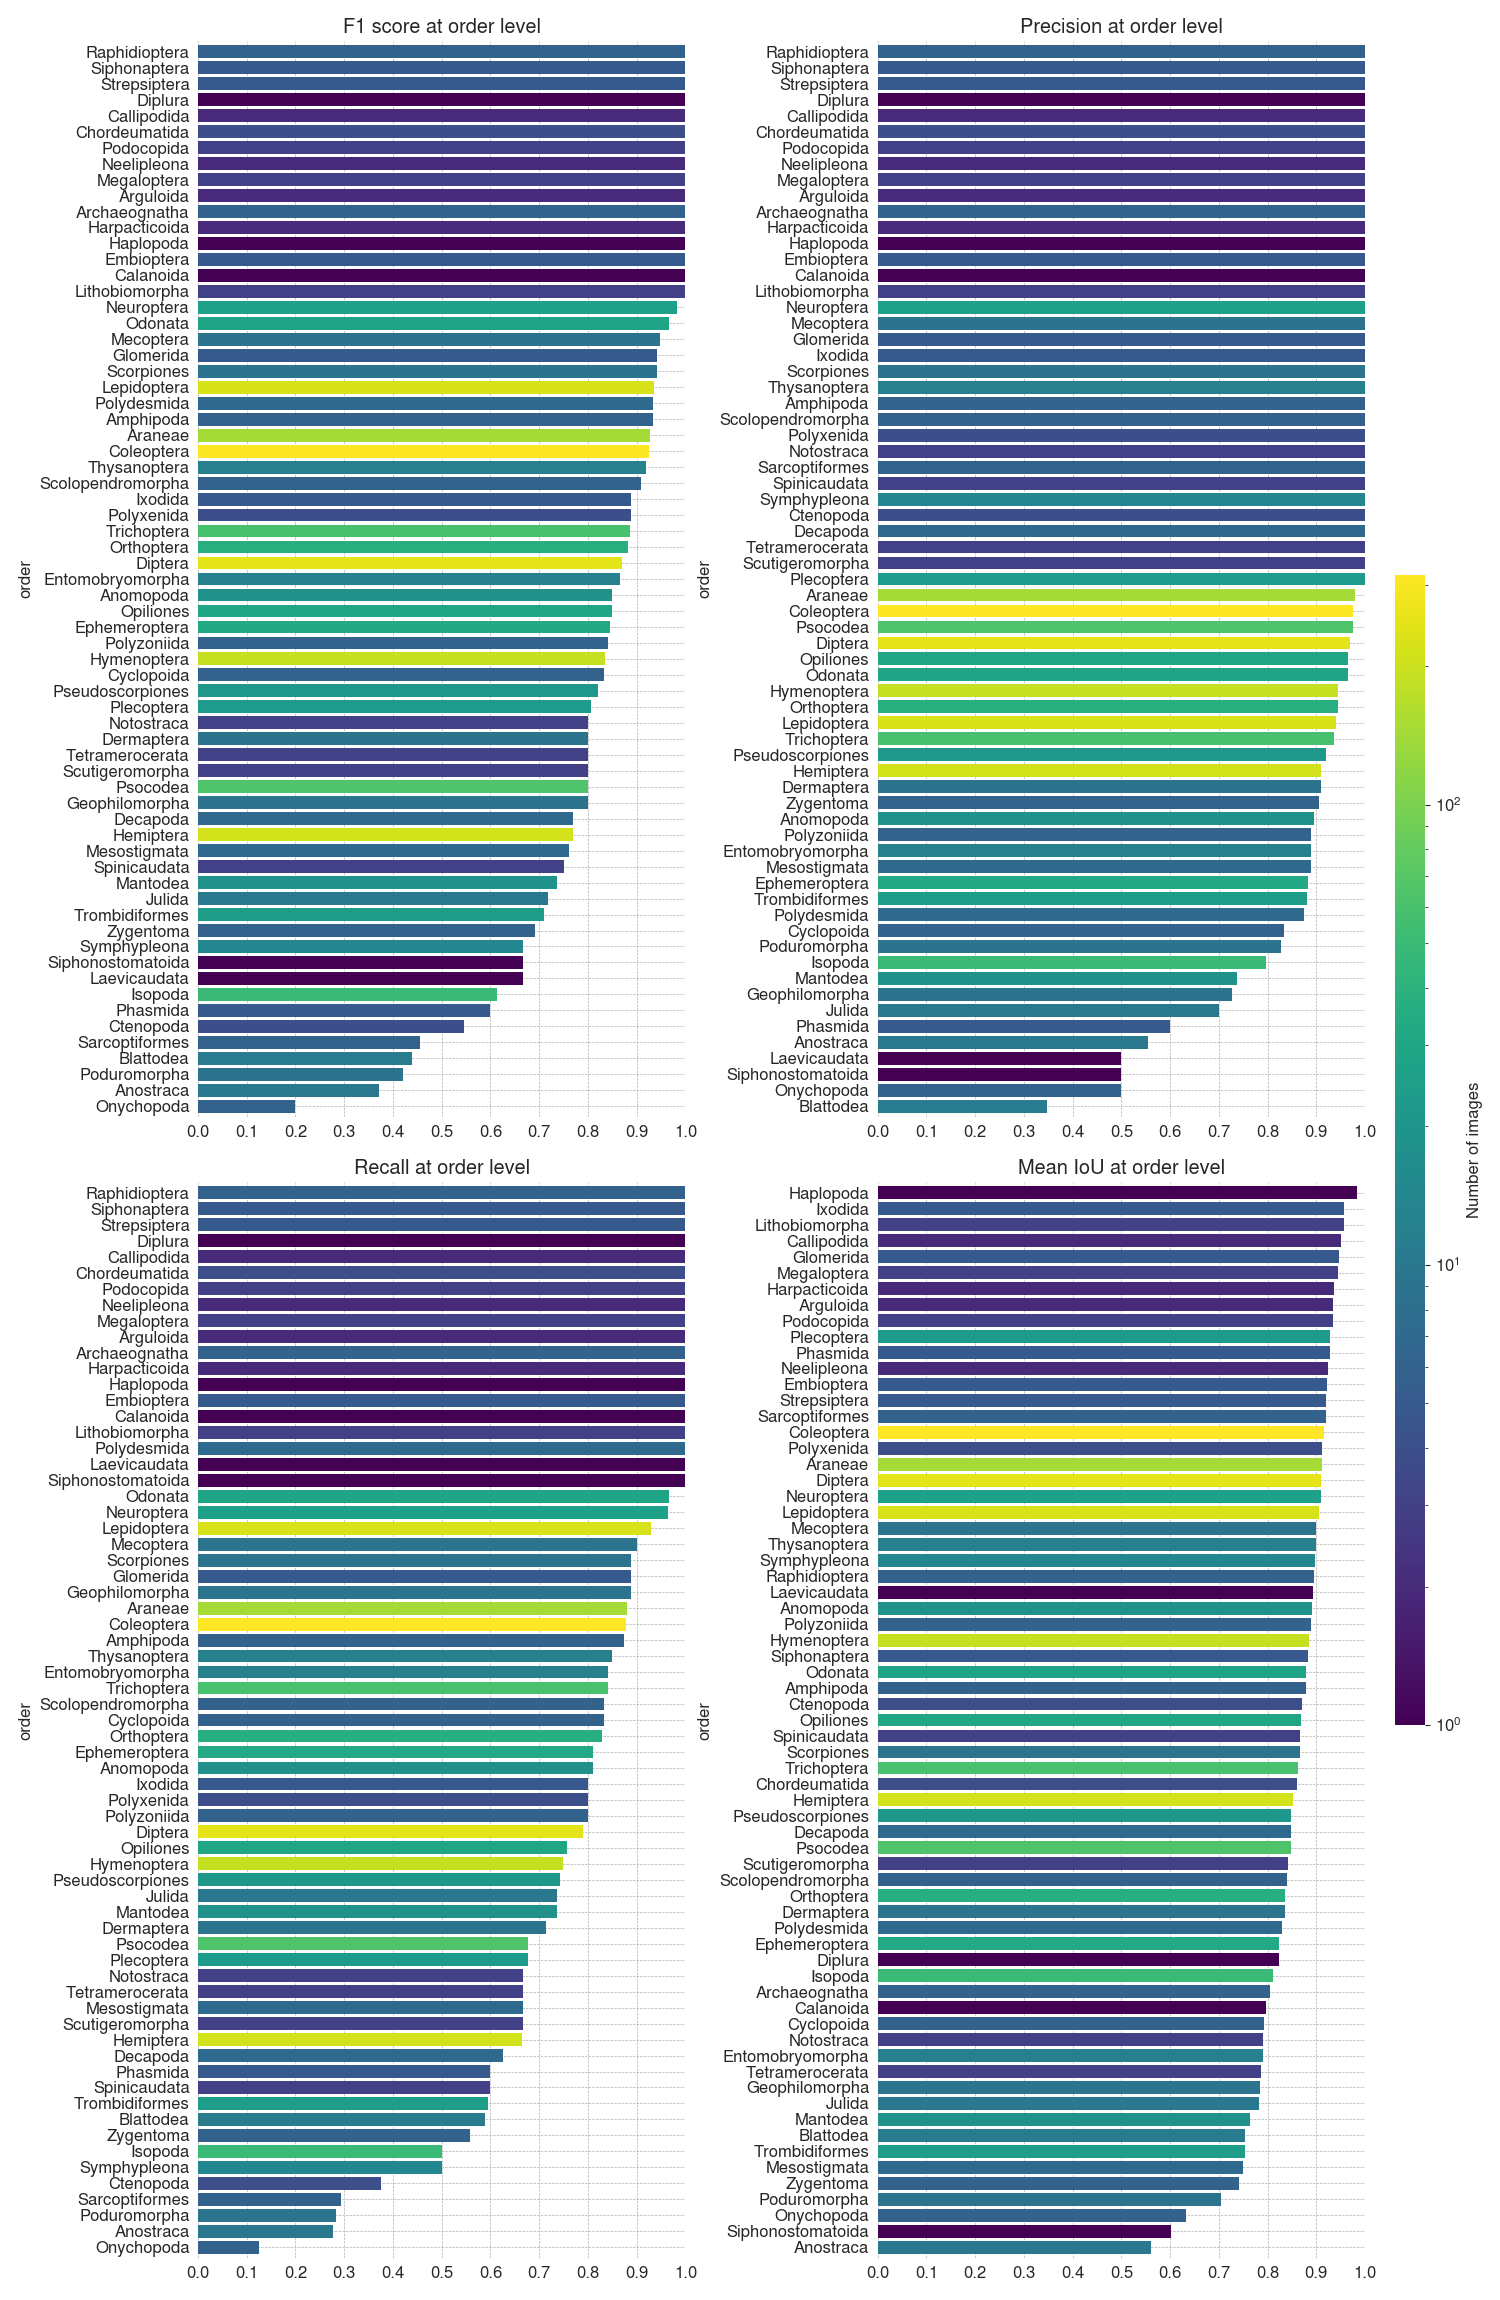 F1 score at order level
Raphidioptera
Siphonaptera
Strepsiptera
Diplura
Callipodida
Chordeumatida
Podocopida
Neelipleona
Megaloptera
Arguloida
Archaeognatha
Harpacticoida
Haplopoda
Embioptera
Calanoida
Lithobiomorpha
Neuroptera
Odonata
Mecoptera
Glomerida
Scorpiones
Lepidoptera
Polydesmida
Amphipoda
Araneae
Coleoptera
Thysanoptera
Scolopendromorpha
Ixodida
Polyxenida
Trichoptera
Orthoptera
Diptera
Entomobryomorpha
Anomopoda
Opiliones
Ephemeroptera
Polyzoniida
Hymenoptera
Cyclopoida
Pseudoscorpiones
Plecoptera
Notostraca
Dermaptera
Tetramerocerata
Scutigeromorpha
Psocodea
Geophilomorpha
Decapoda
Hemiptera
Mesostigmata
Spinicaudata
Mantodea
Julida
Trombidiformes
Zygentoma
Symphypleona
Siphonostomatoida
Laevicaudata
Isopoda
Phasmida
Ctenopoda
Sarcoptiformes
Blattodea
Poduromorpha
Anostraca
Onychopoda
order
0.0 0.1 0.2 0.3 0.4 0.5 0.6 0.7 0.8 0.9 1.0
Precision at order level
Raphidioptera
Siphonaptera
Strepsiptera
Diplura
Callipodida
Chordeumatida
Podocopida
Neelipleona
Megaloptera
Arguloida
Archaeognatha
Harpacticoida
Haplopoda
Embioptera
Calanoida
Lithobiomorpha
Neuroptera
Mecoptera
Glomerida
Ixodida
Scorpiones
Thysanoptera
Amphipoda
Scolopendromorpha
Polyxenida
Notostraca
Sarcoptiformes
Spinicaudata
Symphypleona
Ctenopoda
Decapoda
Tetramerocerata
Scutigeromorpha
Plecoptera
Araneae
Coleoptera
Psocodea
Diptera
Opiliones
Odonata
Hymenoptera
Orthoptera
Lepidoptera
Trichoptera
Pseudoscorpiones
Hemiptera
Dermaptera
Zygentoma
Anomopoda
Polyzoniida
Entomobryomorpha
Mesostigmata
Ephemeroptera
Trombidiformes
Polydesmida
Cyclopoida
Poduromorpha
Isopoda
Mantodea
Geophilomorpha
Julida
Phasmida
Anostraca
Laevicaudata
Siphonostomatoida
Onychopoda
Blattodea
order
0.0 0.1 0.2 0.3 0.4 0.5 0.6 0.7 0.8 0.9 1.0
Recall at order level
Raphidioptera
Siphonaptera
Strepsiptera
Diplura
Callipodida
Chordeumatida
Podocopida
Neelipleona
Megaloptera
Arguloida
Archaeognatha
Harpacticoida
Haplopoda
Embioptera
Calanoida
Lithobiomorpha
Polydesmida
Laevicaudata
Siphonostomatoida
Odonata
Neuroptera
Lepidoptera
Mecoptera
Scorpiones
Glomerida
Geophilomorpha
Araneae
Coleoptera
Amphipoda
Thysanoptera
Entomobryomorpha
Trichoptera
Scolopendromorpha
Cyclopoida
Orthoptera
Ephemeroptera
Anomopoda
Ixodida
Polyxenida
Polyzoniida
Diptera
Opiliones
Hymenoptera
Pseudoscorpiones
Julida
Mantodea
Dermaptera
Psocodea
Plecoptera
Notostraca
Tetramerocerata
Mesostigmata
Scutigeromorpha
Hemiptera
Decapoda
Phasmida
Spinicaudata
Trombidiformes
Blattodea
Zygentoma
Isopoda
Symphypleona
Ctenopoda
Sarcoptiformes
Poduromorpha
Anostraca
Onychopoda
order
0.0 0.1 0.2 0.3 0.4 0.5 0.6 0.7 0.8 0.9 1.0
Mean IoU at order level
Haplopoda
Ixodida
Lithobiomorpha
Callipodida
Glomerida
Megaloptera
Harpacticoida
Arguloida
Podocopida
Plecoptera
Phasmida
Neelipleona
Embioptera
Strepsiptera
Sarcoptiformes
Coleoptera
Polyxenida
Araneae
Diptera
Neuroptera
Lepidoptera
Mecoptera
Thysanoptera
Symphypleona
Raphidioptera
Laevicaudata
Anomopoda
Polyzoniida
Hymenoptera
Siphonaptera
Odonata
Amphipoda
Ctenopoda
Opiliones
Spinicaudata
Scorpiones
Trichoptera
Chordeumatida
Hemiptera
Pseudoscorpiones
Decapoda
Psocodea
Scutigeromorpha
Scolopendromorpha
Orthoptera
Dermaptera
Polydesmida
Ephemeroptera
Diplura
Isopoda
Archaeognatha
Calanoida
Cyclopoida
Notostraca
Entomobryomorpha
Tetramerocerata
Geophilomorpha
Julida
Mantodea
Blattodea
Trombidiformes
Mesostigmata
Zygentoma
Poduromorpha
Onychopoda
Siphonostomatoida
Anostraca
order
0.0 0.1 0.2 0.3 0.4 0.5 0.6 0.7 0.8 0.9 1.0
10²
10¹
10⁰
Number of images